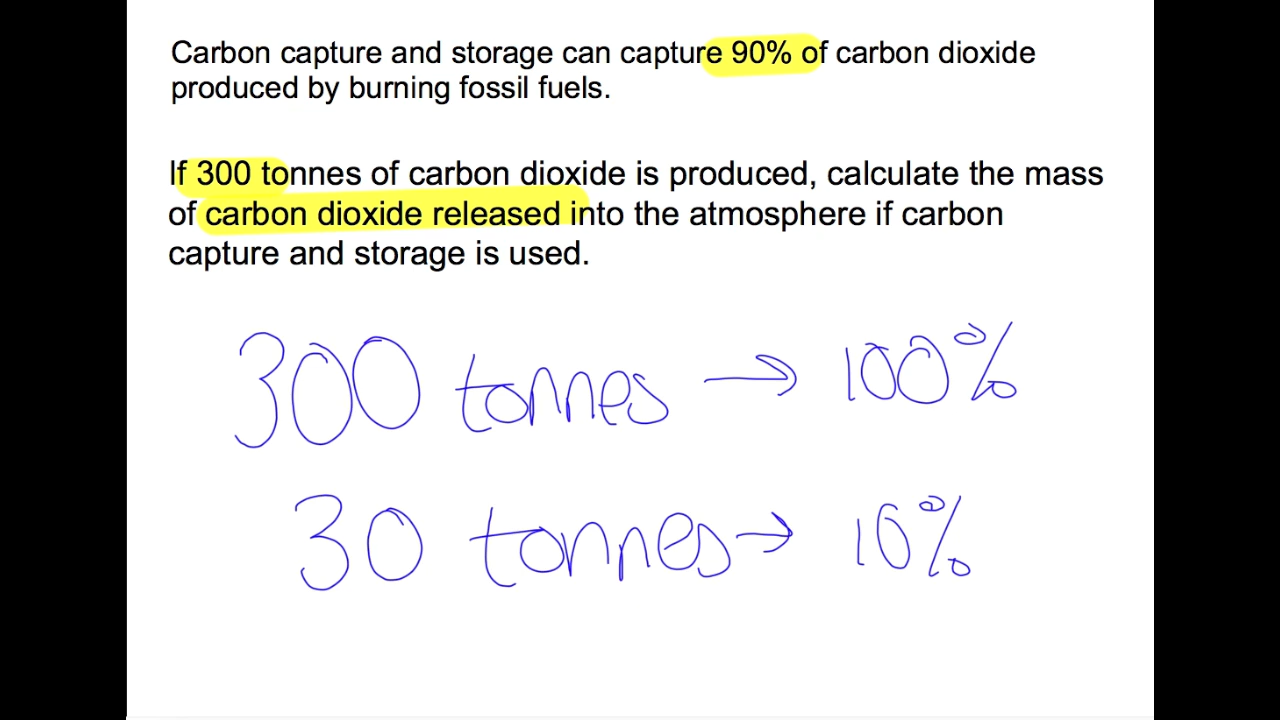 Carbon capture and storage can capture 90% of carbon dioxide
produced by burning fossil fuels.
If 300 tonnes of carbon dioxide is produced, calculate the mass
of carbon dioxide released into the atmosphere if carbon
capture and storage is used.
300 tonnes → 100%
30 tonnes → 10%